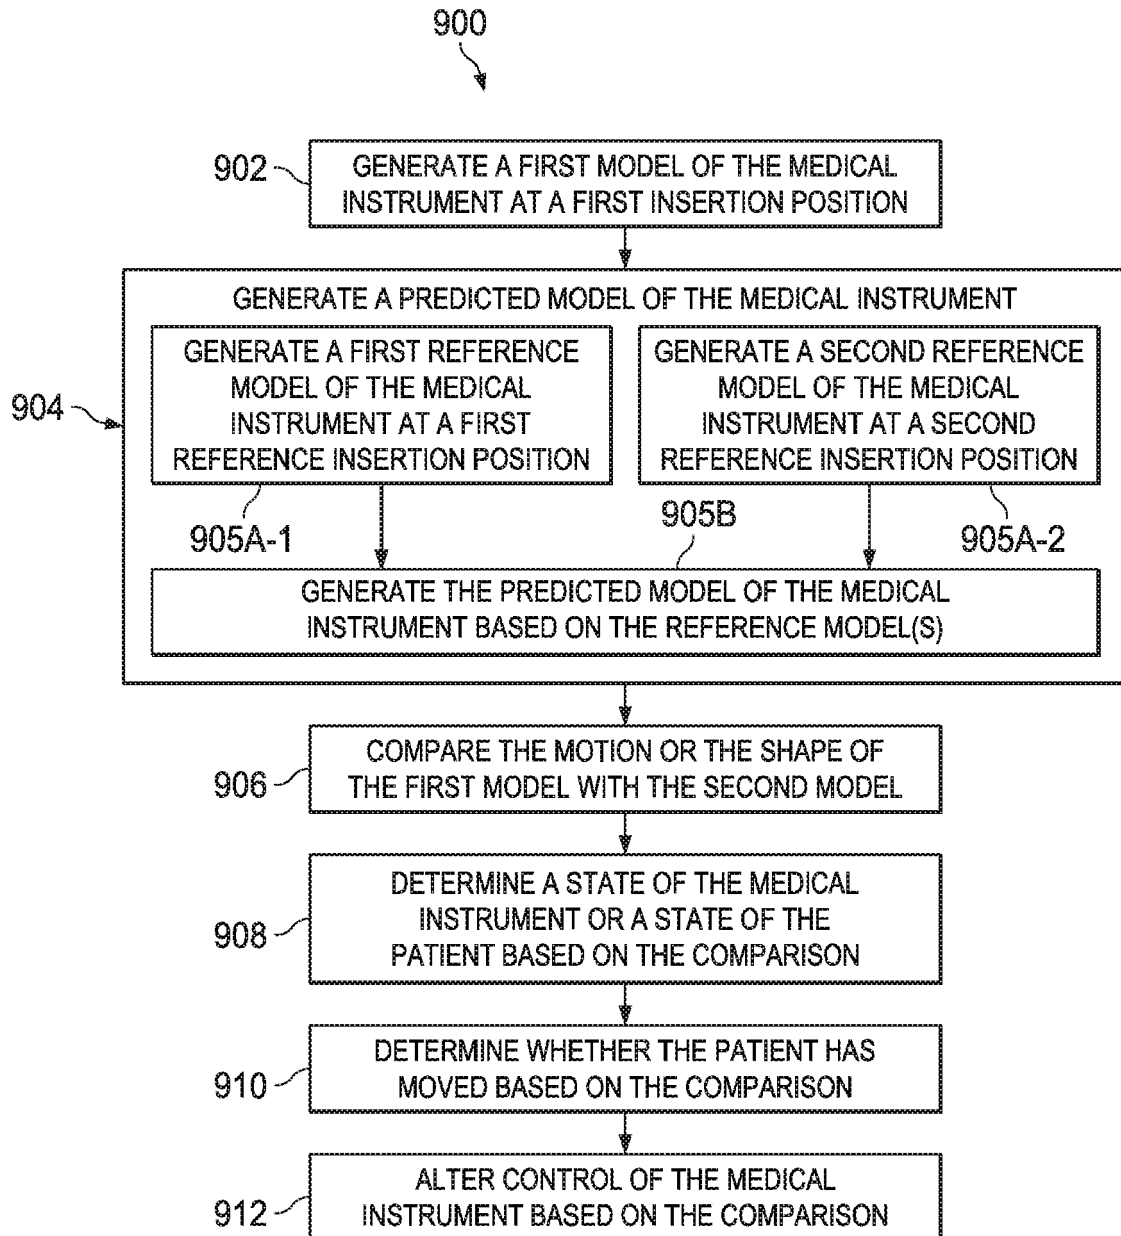 900
902
GENERATE A FIRST MODEL OF THE MEDICAL
INSTRUMENT AT A FIRST INSERTION POSITION
904
GENERATE A PREDICTED MODEL OF THE MEDICAL INSTRUMENT
GENERATE A FIRST REFERENCE
MODEL OF THE MEDICAL
INSTRUMENT AT A FIRST
REFERENCE INSERTION POSITION
905A-1
GENERATE A SECOND REFERENCE
MODEL OF THE MEDICAL
INSTRUMENT AT A SECOND
REFERENCE INSERTION POSITION
905A-2
905B
GENERATE THE PREDICTED MODEL OF THE MEDICAL
INSTRUMENT BASED ON THE REFERENCE MODEL(S)
906
COMPARE THE MOTION OR THE SHAPE OF
THE FIRST MODEL WITH THE SECOND MODEL
908
DETERMINE A STATE OF THE MEDICAL
INSTRUMENT OR A STATE OF THE
PATIENT BASED ON THE COMPARISON
910
DETERMINE WHETHER THE PATIENT HAS
MOVED BASED ON THE COMPARISON
912
ALTER CONTROL OF THE MEDICAL
INSTRUMENT BASED ON THE COMPARISON